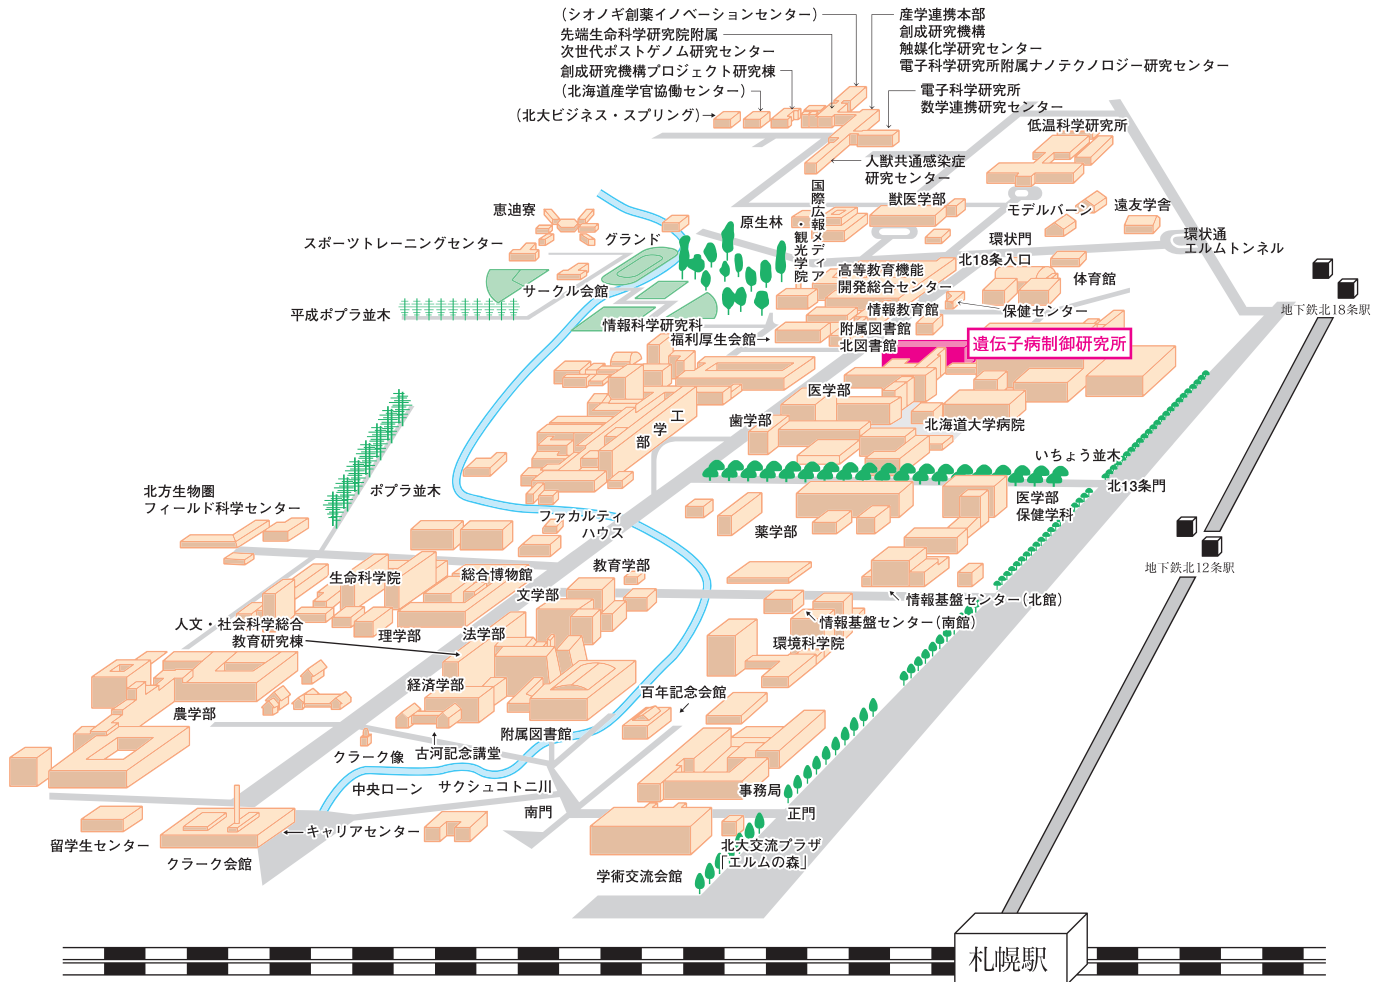 (シオノギ創薬イノベーションセンター)
先端生命科学研究院附属
次世代ポストゲノム研究センター
創成研究機構プロジェクト研究棟
(北海道産学官協働センター)
(北大ビジネス・スプリング)
産学連携本部
創成研究機構
触媒化学研究センター
電子科学研究所附属ナノテクノロジー研究センター
電子科学研究所
数学連携研究センター
低温科学研究所
人獣共通感染症
研究センター
国際広報メディア
・観光学院
獣医学部
モデルバーン
遠友学舎
恵迪寮
スポーツトレーニングセンター
グランド
原生林
環状門
環状通
エルムトンネル
北18条入口
高等教育機能
開発総合センター
体育館
サークル会館
平成ポプラ並木
情報教育館
保健センター
地下鉄北18条駅
情報科学研究科
福利厚生会館
附属図書館
北図書館
遺伝子病制御研究所
医学部
工学部
歯学部
北海道大学病院
いちょう並木
北13条門
ポプラ並木
北方生物圏
フィールド科学センター
ファカルティ
ハウス
薬学部
医学部
保健学科
地下鉄北12条駅
生命科学院
総合博物館
教育学部
文学部
情報基盤センター(北館)
情報基盤センター(南館)
人文・社会科学総合
教育研究棟
理学部
法学部
環境科学院
経済学部
百年記念会館
農学部
附属図書館
クラーク像
古河記念講堂
中央ローン
サクシュコトニ川
事務局
南門
正門
キャリアセンター
留学生センター
クラーク会館
北大交流プラザ
「エルムの森」
学術交流会館
札幌駅